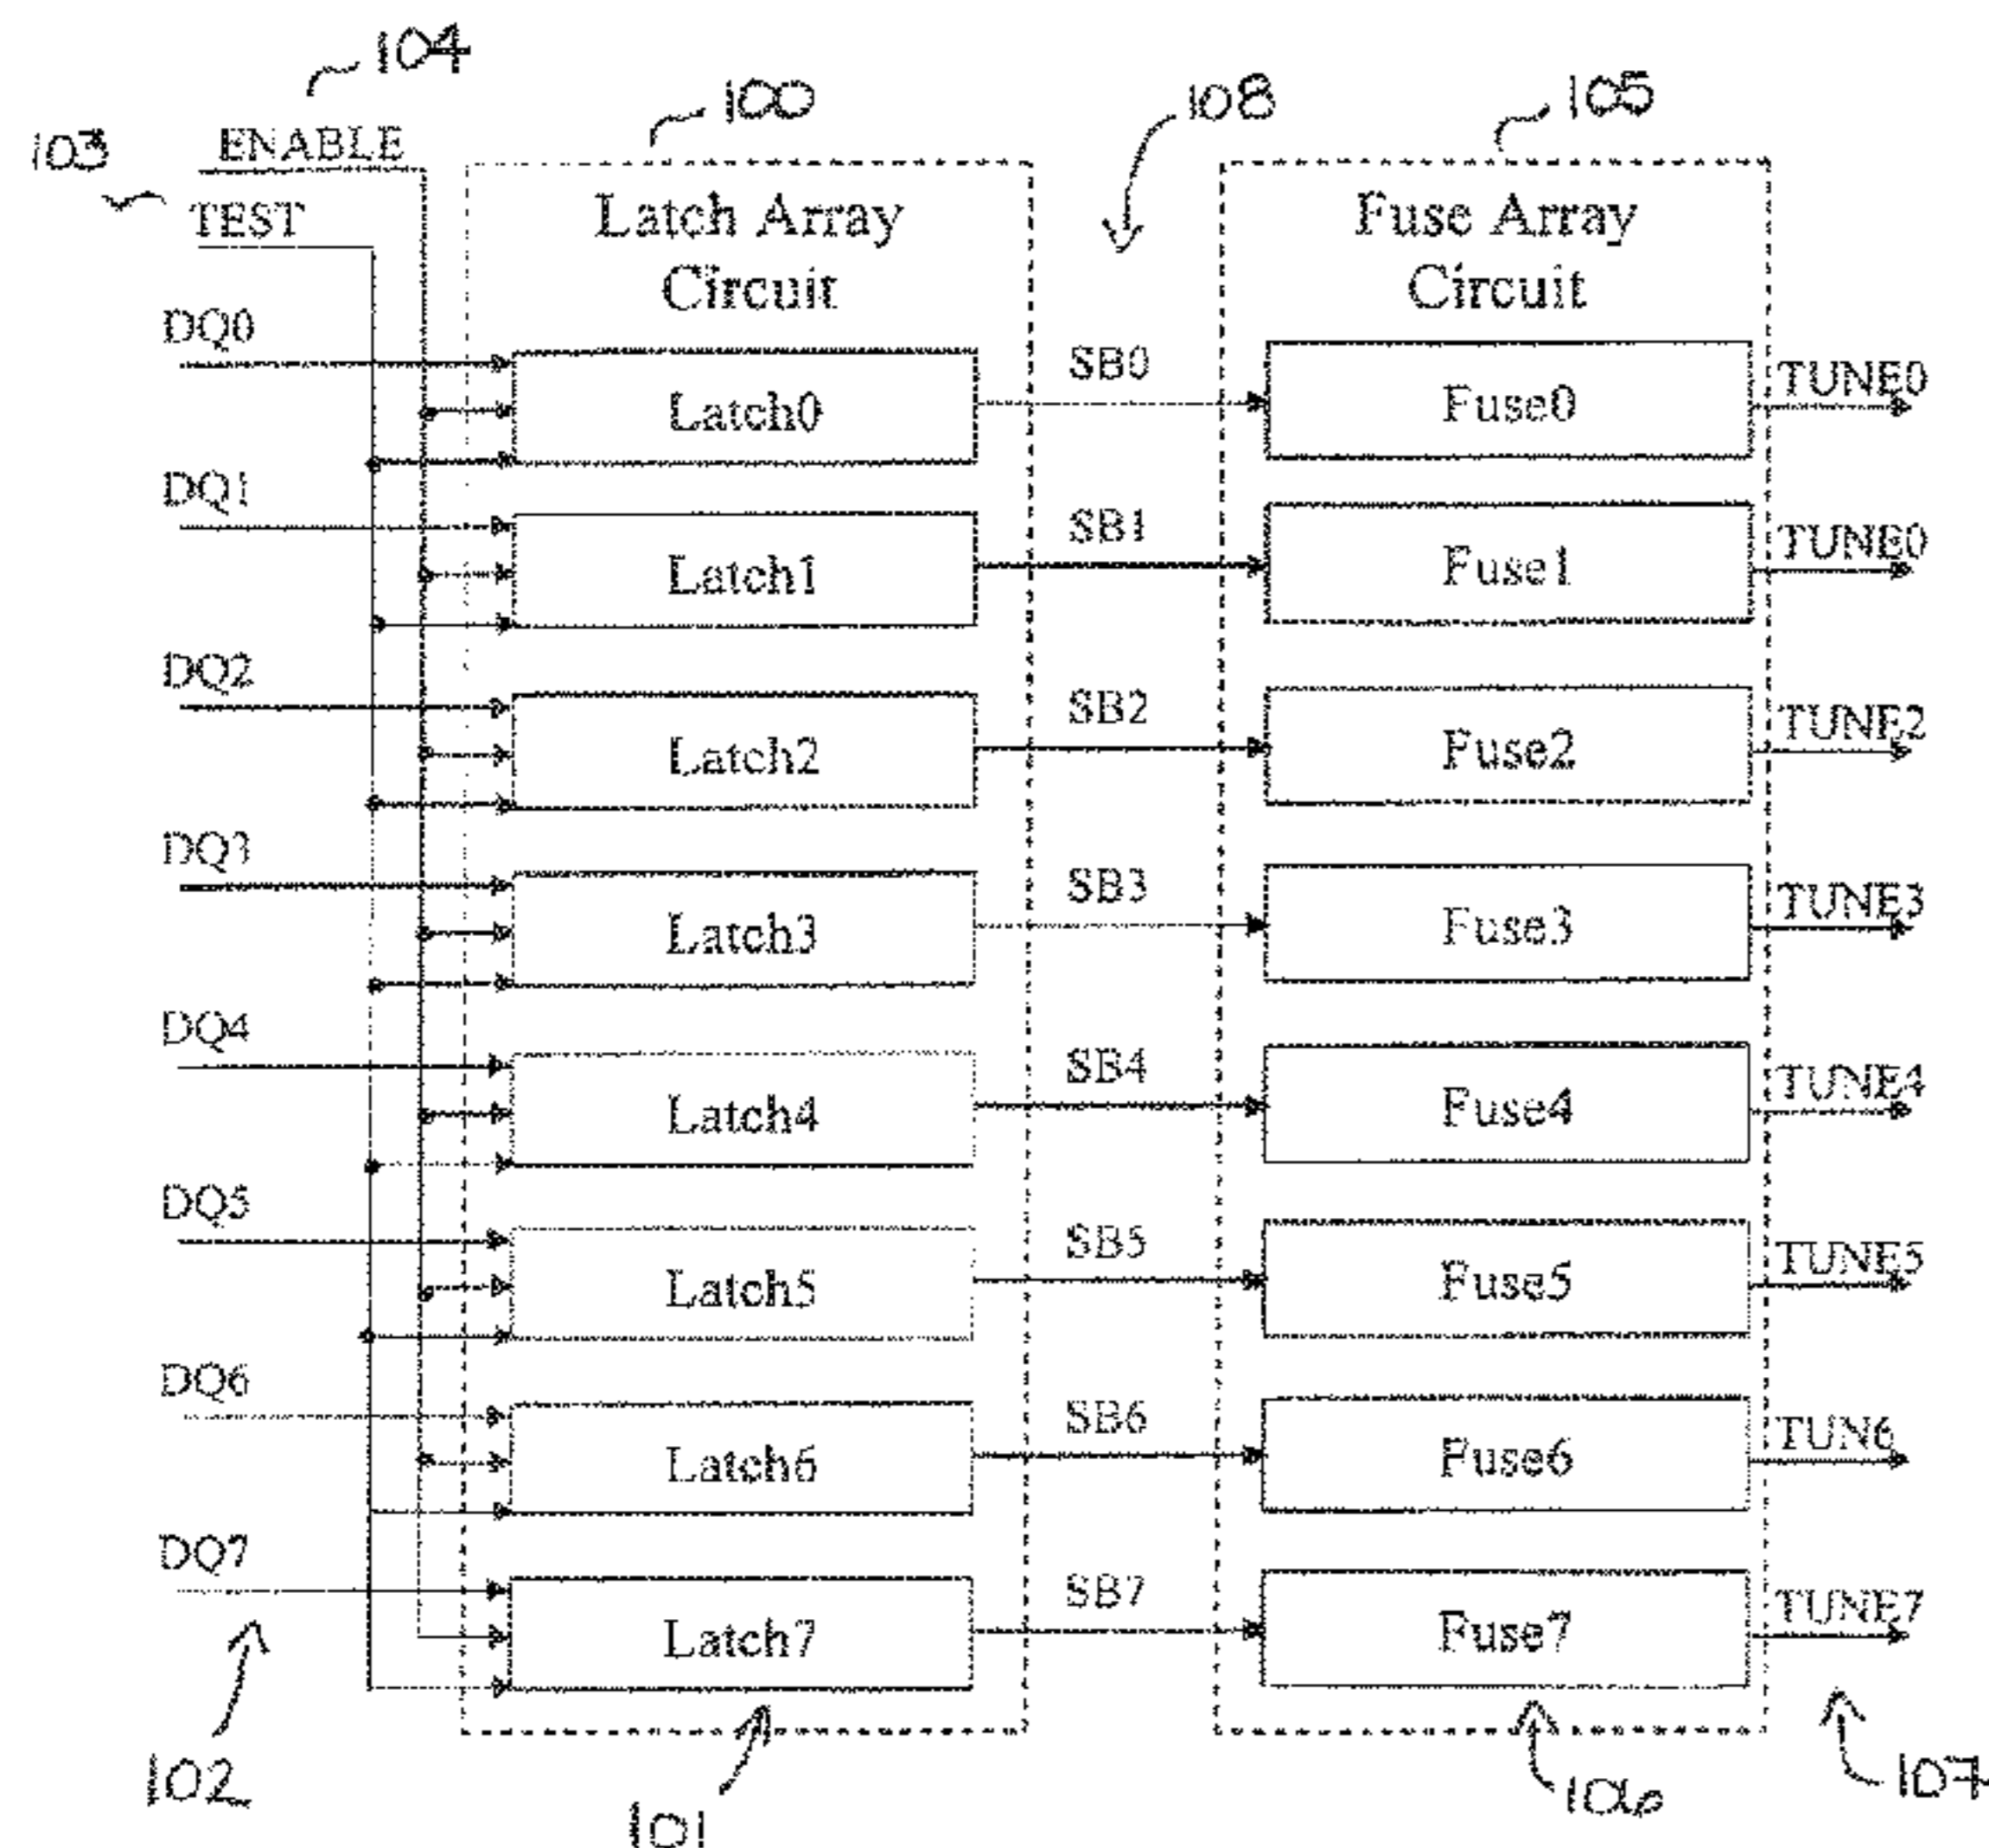 104
100
108
105
103
ENABLE
TEST
Latch Array
Circuit
Fuse Array
Circuit
DQ0
Latch0
SB0
Fuse0
TUNE0
DQ1
Latch1
SB1
Fuse1
TUNE0
DQ2
Latch2
SB2
Fuse2
TUNE2
DQ3
Latch3
SB3
Fuse3
TUNE3
DQ4
Latch4
SB4
Fuse4
TUNE4
DQ5
Latch5
SB5
Fuse5
TUNE5
DQ6
Latch6
SB6
Fuse6
TUN6
DQ7
Latch7
SB7
Fuse7
TUNE7
102
101
106
107